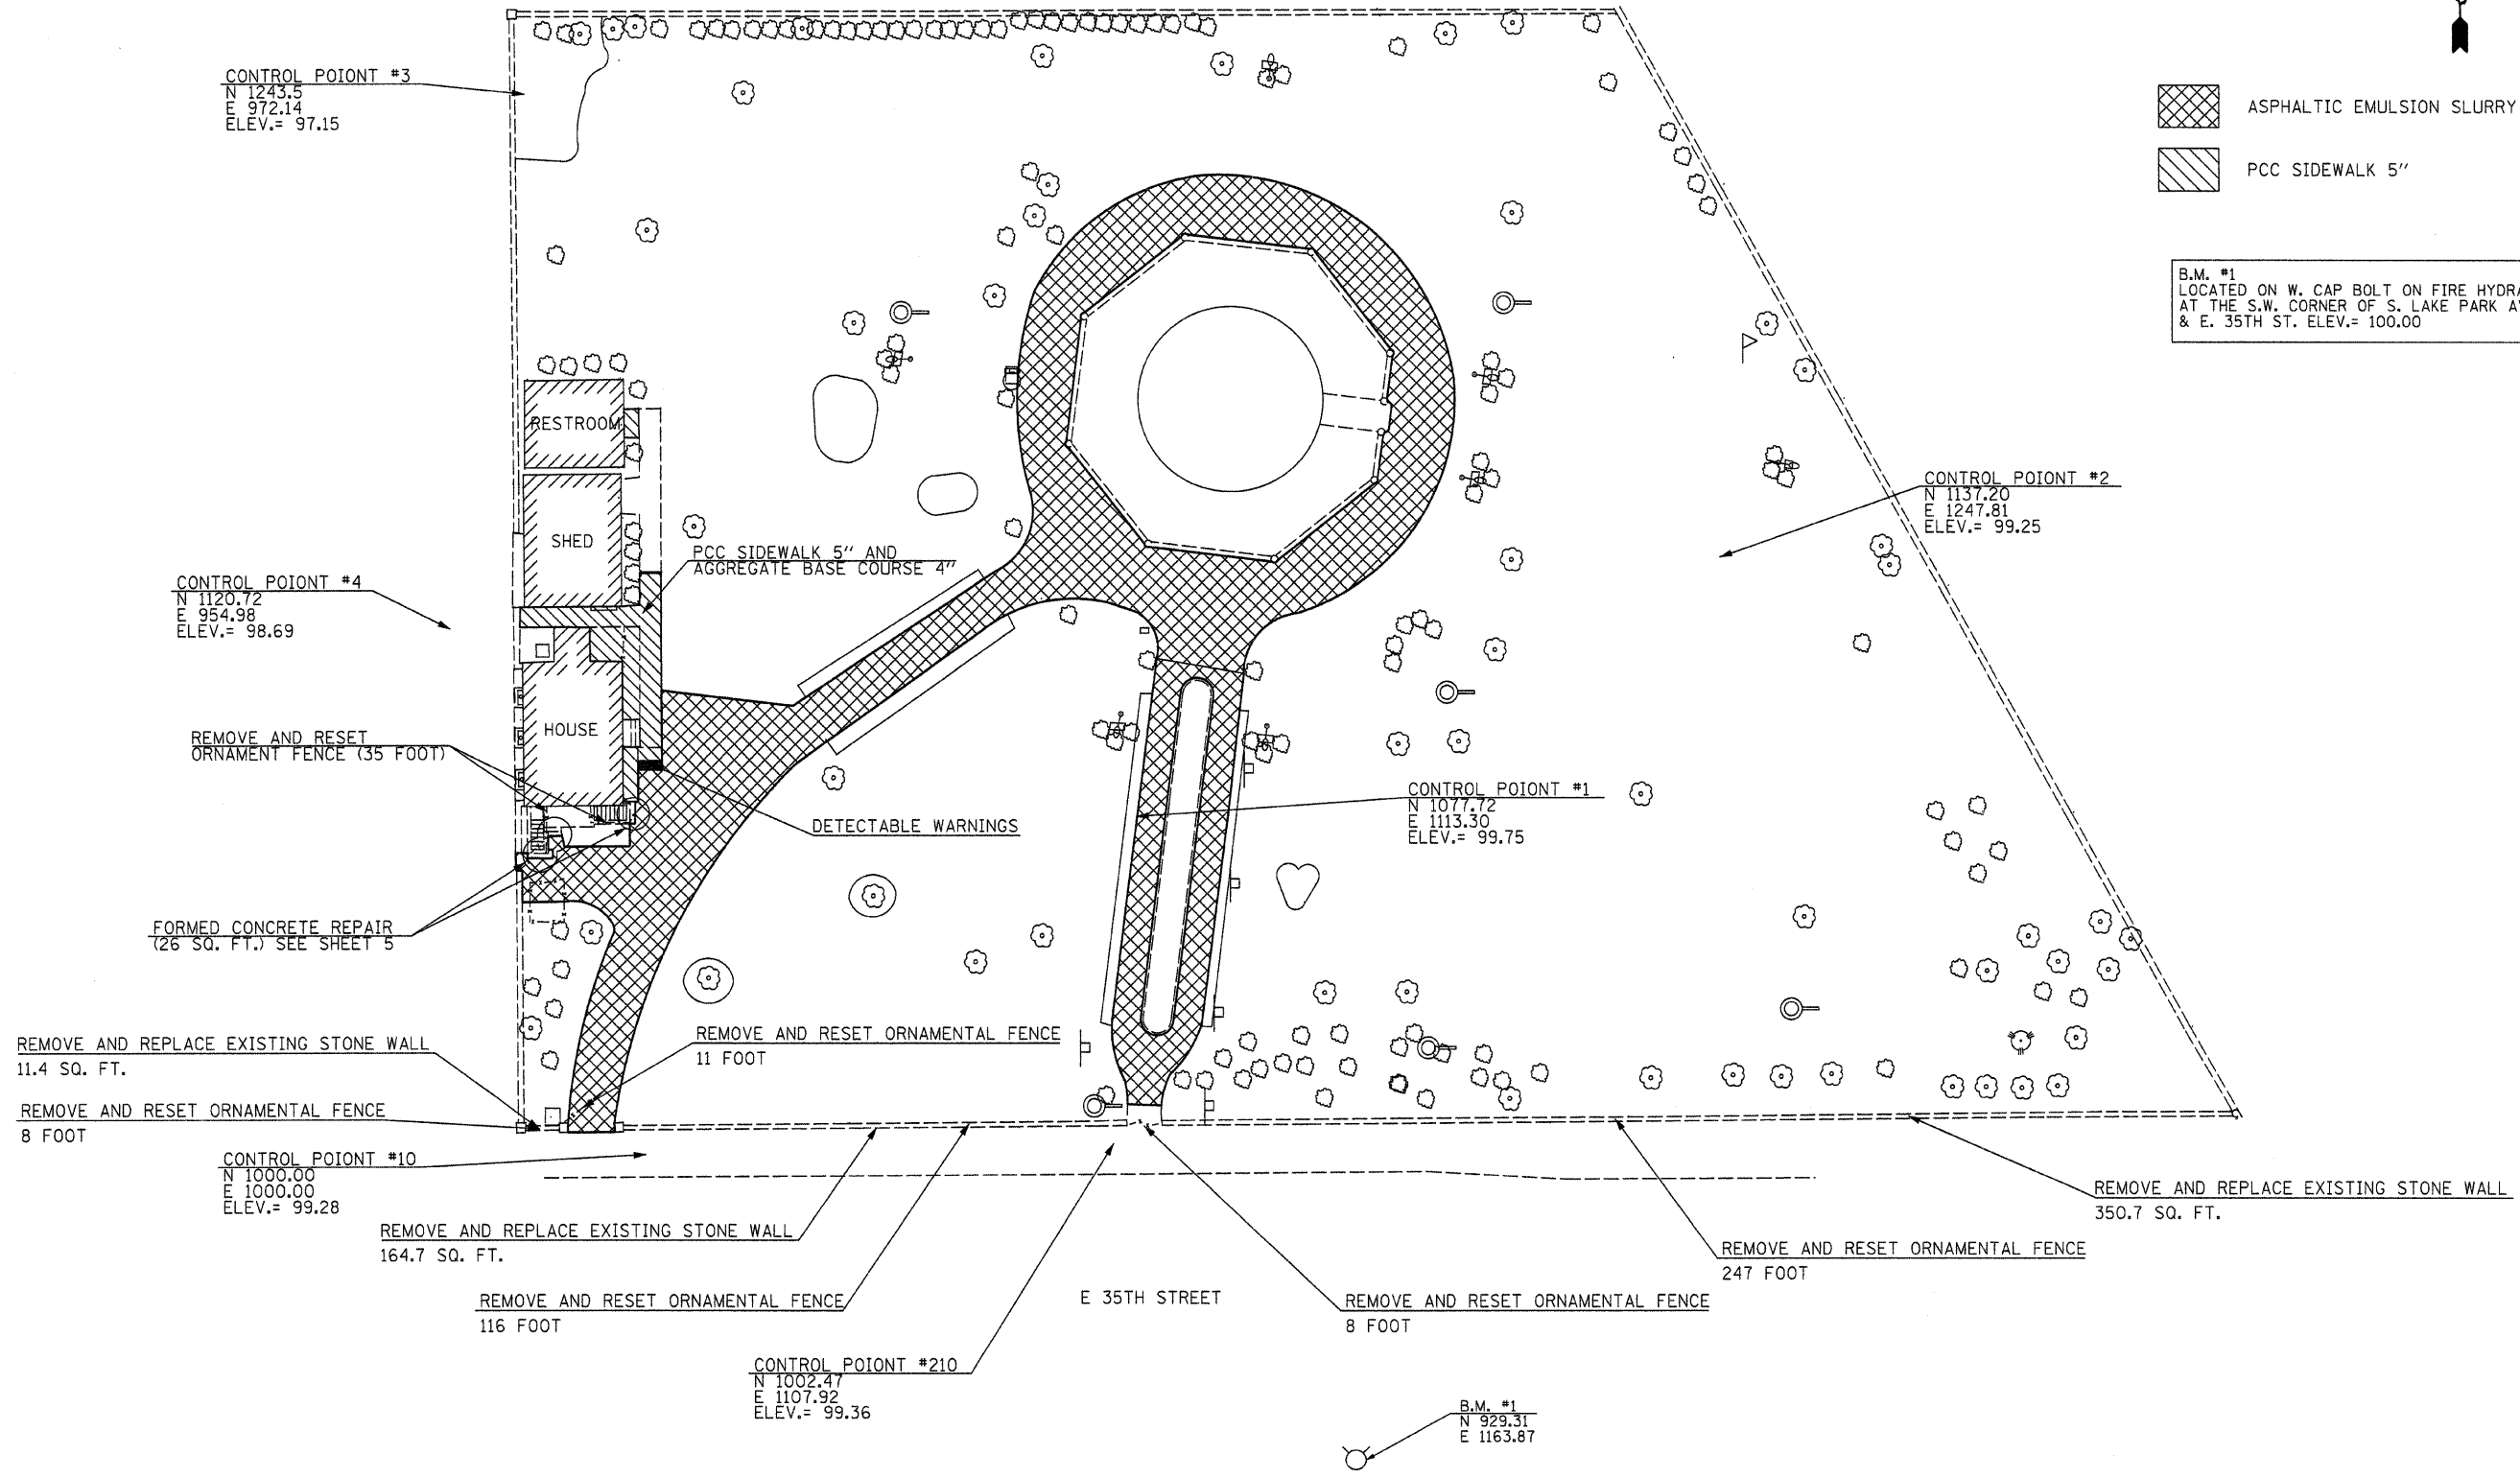 CONTROL POIONT #3
N 1243.5
E 972.14
ELEV.= 97.15
ASPHALTIC EMULSION SLURRY
PCC SIDEWALK 5"
B.M. #1
LOCATED ON W. CAP BOLT ON FIRE
AT THE S.W. CORNER OF S. LAKE PARK
& E. 35TH ST. ELEV.= 100.00
RESTROOM
SHED
HOUSE
PCC SIDEWALK 5" AND
AGGREGATE BASE COURSE 4"
CONTROL POIONT #2
N 1137.20
E 1247.81
ELEV.= 99.25
CONTROL POIONT #4
N 1120.72
E 954.98
ELEV.= 98.69
REMOVE AND RESET
ORNAMENT FENCE (35 FOOT)
CONTROL POIONT #1
N 1077.72
E 1113.30
ELEV.= 99.75
DETECTABLE WARNINGS
FORMED CONCRETE REPAIR
(26 SQ. FT.) SEE SHEET 5
REMOVE AND REPLACE EXISTING STONE WALL
11.4 SQ. FT.
REMOVE AND RESET ORNAMENTAL FENCE
11 FOOT
REMOVE AND RESET ORNAMENTAL FENCE
8 FOOT
CONTROL POIONT #10
N 1000.00
E 1000.00
ELEV.= 99.28
REMOVE AND REPLACE EXISTING STONE WALL
164.7 SQ. FT.
REMOVE AND RESET ORNAMENTAL FENCE
116 FOOT
E 35TH STREET
REMOVE AND RESET ORNAMENTAL FENCE
8 FOOT
REMOVE AND RESET ORNAMENTAL FENCE
247 FOOT
REMOVE AND REPLACE EXISTING STONE WALL
350.7 SQ. FT.
CONTROL POIONT #210
N 1002.47
E 1107.92
ELEV.= 99.36
B.M. #1
N 929.31
E 1163.87